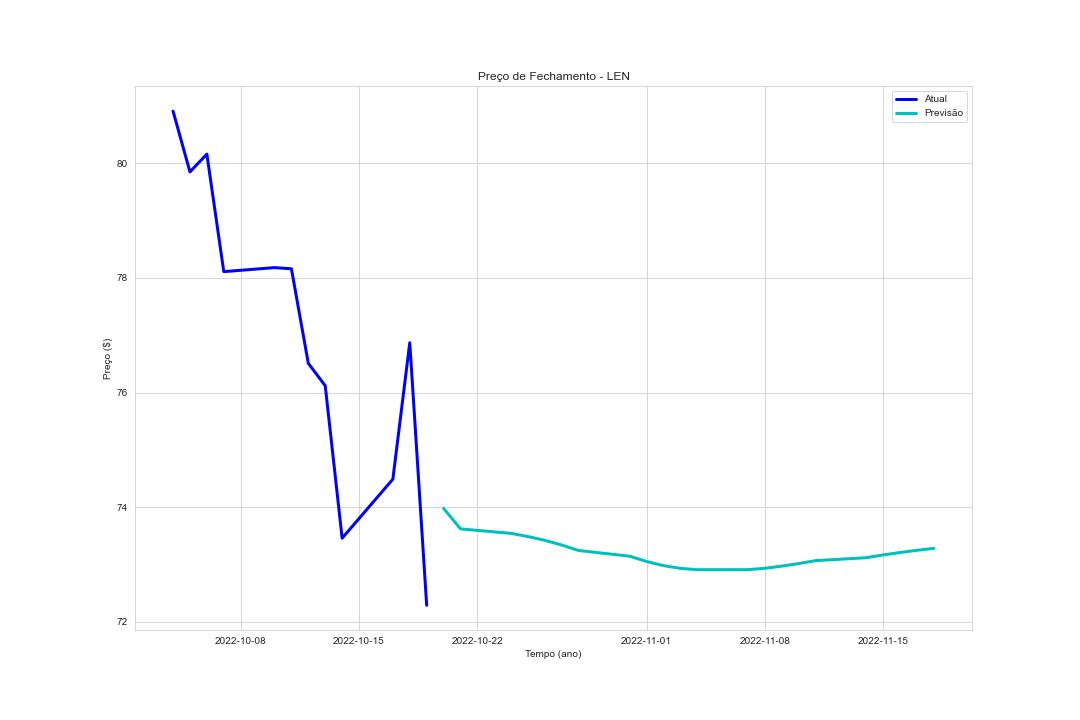 Preço de Fechamento - LEN
Atual
Previsão
80
78
76
74
72
Preço ($)
2022-10-08
2022-10-15
2022-10-22
2022-11-01
2022-11-08
2022-11-15
Tempo (ano)